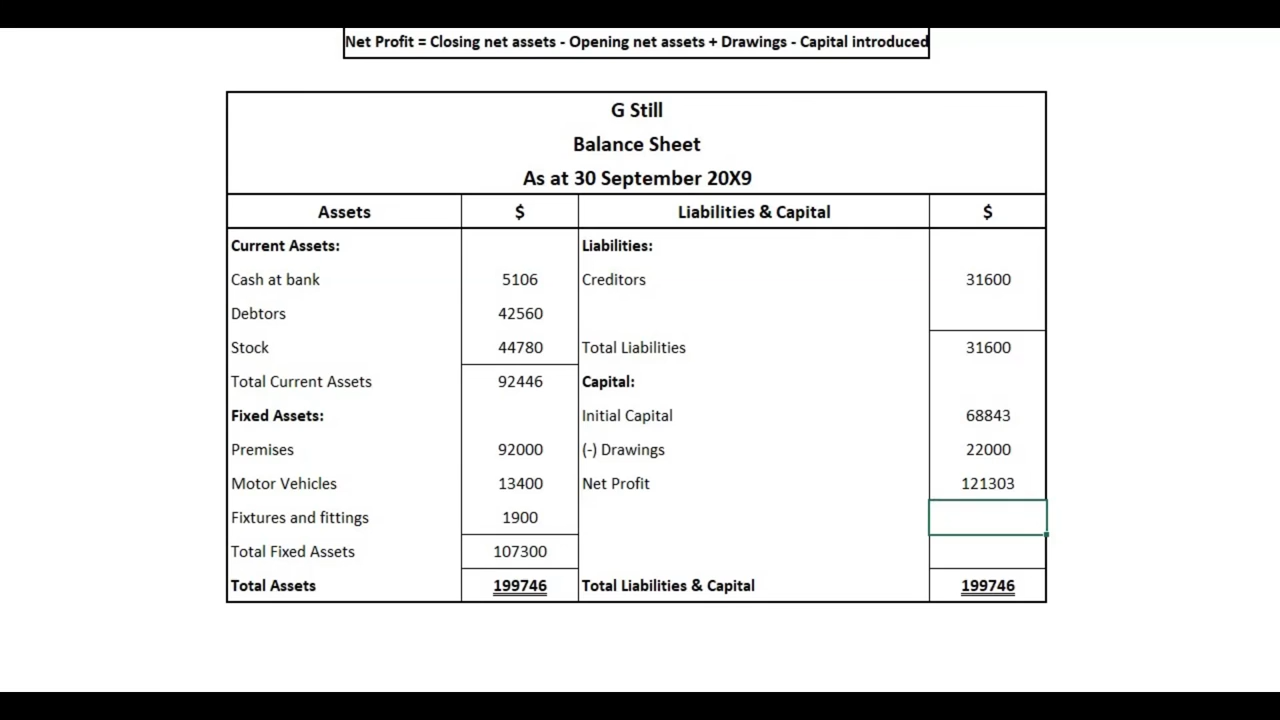 Net Profit = Closing net assets - Opening net assets + Drawings - Capital introduced
G Still
Balance Sheet
As at 30 September 20X9
Assets $ Liabilities & Capital $
Current Assets: Liabilities:
Cash at bank 5106 Creditors 31600
Debtors 42560
Stock 44780 Total Liabilities 31600
Total Current Assets 92446 Capital:
Fixed Assets: Initial Capital 68843
Premises 92000 (-) Drawings 22000
Motor Vehicles 13400 Net Profit 121303
Fixtures and fittings 1900
Total Fixed Assets 107300
Total Assets 199746 Total Liabilities & Capital 199746